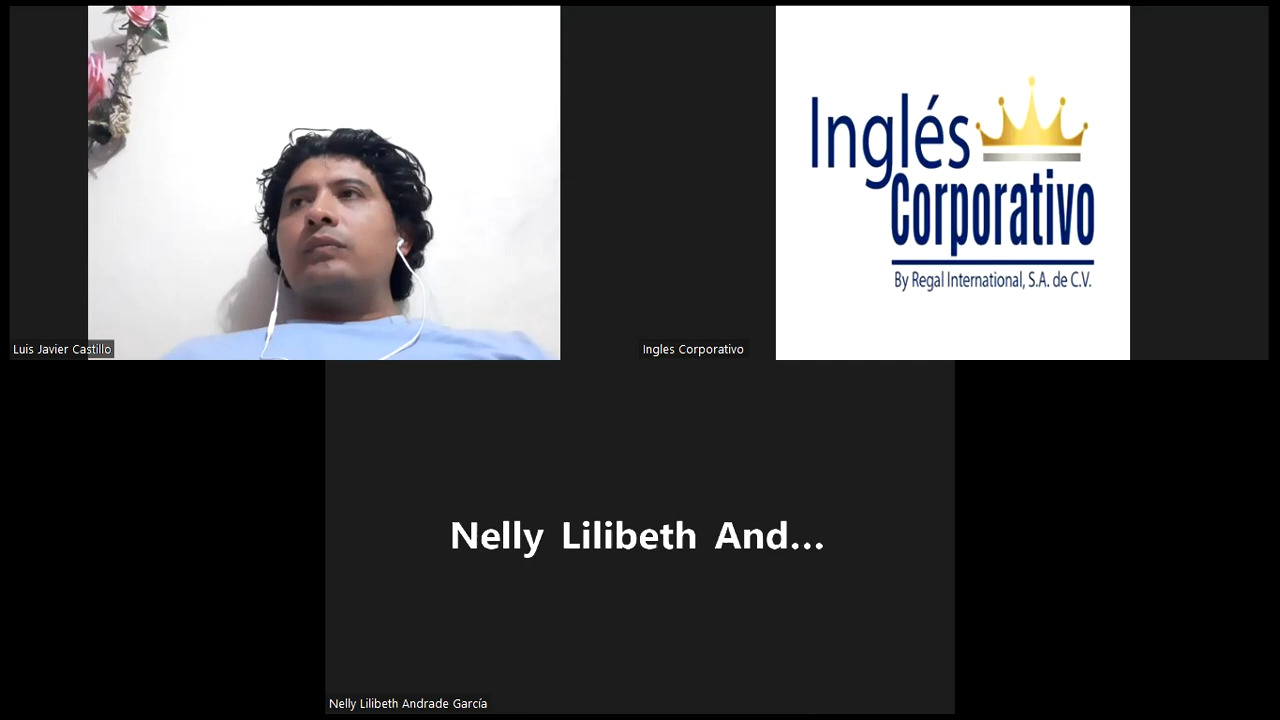 Inglés
Corporativo
By Regal International, S.A. de C.V.
Luis Javier Castillo
Ingles Corporativo
Nelly Lilibeth And...
Nelly Lilibeth Andrade García